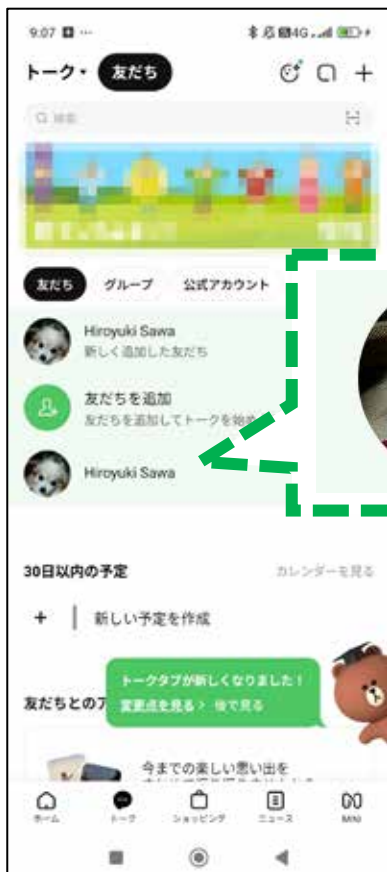 9:07
4G
トーク・ 友だち
検索
友だち グループ 公式アカウント
Hiroyuki Sawa
新しく追加した友だち
友だちを追加
友だちを追加してトークを始め
Hiroyuki Sawa
30日以内の予定 カレンダーを見る
+ 新しい予定を作成
トークタブが新しくなりました！
友だちとのア 変更点を見る > 後で見る
今までの楽しい思い出を
ホーム トーク ショッピング ニュース MINI